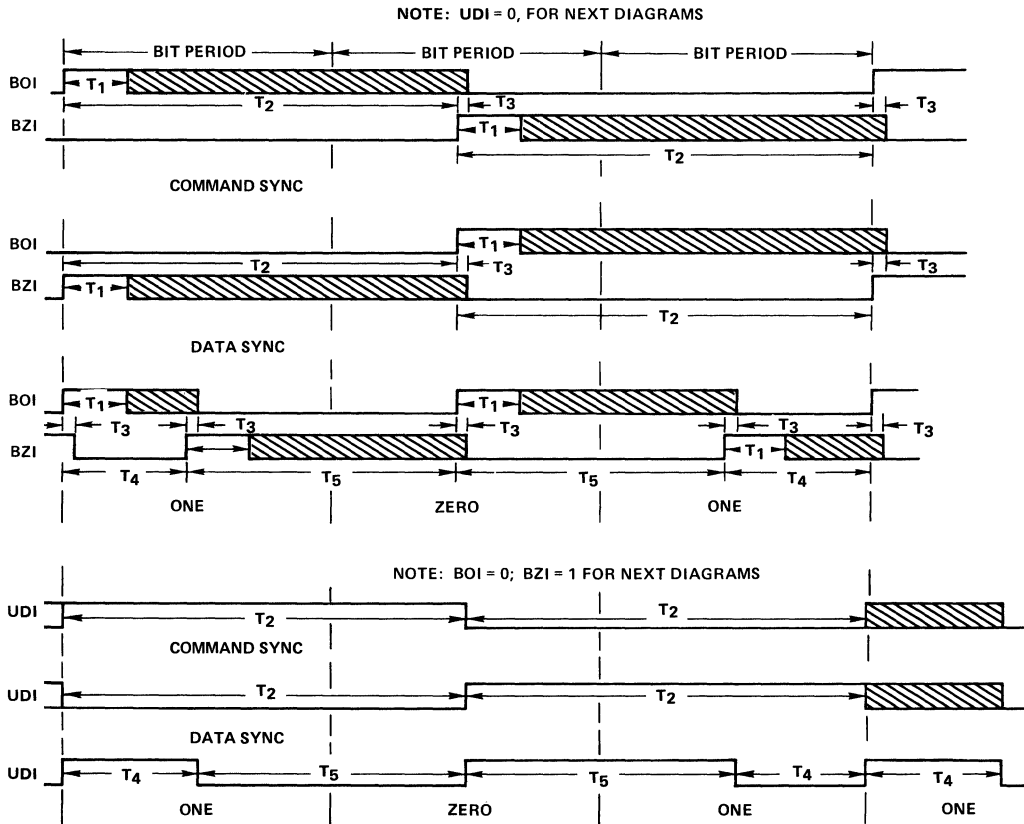 NOTE: UDI = 0, FOR NEXT DIAGRAMS
BIT PERIOD BIT PERIOD BIT PERIOD
BOI T1
T2 T3 T3
BZI T1
T2
COMMAND SYNC
BOI T1
T2 T3 T3
BZI T1
T2
DATA SYNC
BOI T1 T1
T3 T3 T3 T3 T3
BZI T1
T4 T5 T5 T4
ONE ZERO ONE
NOTE: BOI = 0; BZI = 1 FOR NEXT DIAGRAMS
UDI T2 T2
COMMAND SYNC
UDI T2 T2
DATA SYNC
UDI T4 T5 T5 T4 T4
ONE ZERO ONE ONE